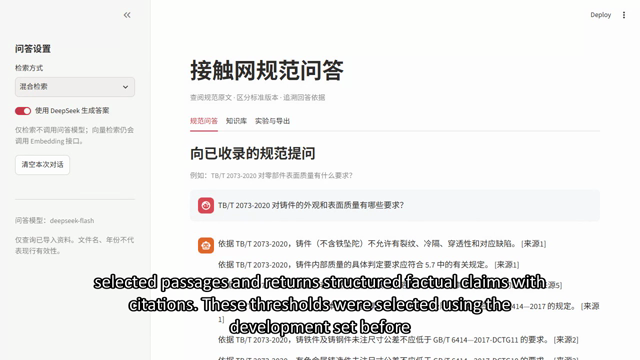 Deploy
问答设置
检索方式
混合检索
使用 DeepSeek 生成答案
仅检索不调用问答模型；向量检索仍会
调用 Embedding 接口。
清空本次对话
问答模型：deepseek-flash
仅查询已导入资料。文件名、年份不代
表现行有效性。
接触网规范问答
查阅规范原文 · 区分标准版本 · 追溯回答依据
规范问答
知识库
实验与导出
向已收录的规范提问
例如：TB/T 2073-2020 对零部件表面质量有什么要求？
TB/T 2073-2020 对铸件的外观和表面质量有哪些要求？
依据 TB/T 2073-2020，铸件（不含铁坠陀）不允许有裂纹、冷隔、穿透性和对应缺陷。 [来源1]
依据 TB/T 2073-2020，铸件内部质量的具体判定要求应符合 5.7 中的有关规定。 [来源1]
6414—2017 的规定。 [来源
1]
依据 TB/T 2073-2020，铸铁件及铸钢件未注尺寸公差不应低于 GB/T 6414—2017-DCTG11 的要求。 [来源2]
selected passages and returns structured factual claims with
citations. These thresholds were selected using the
development set before